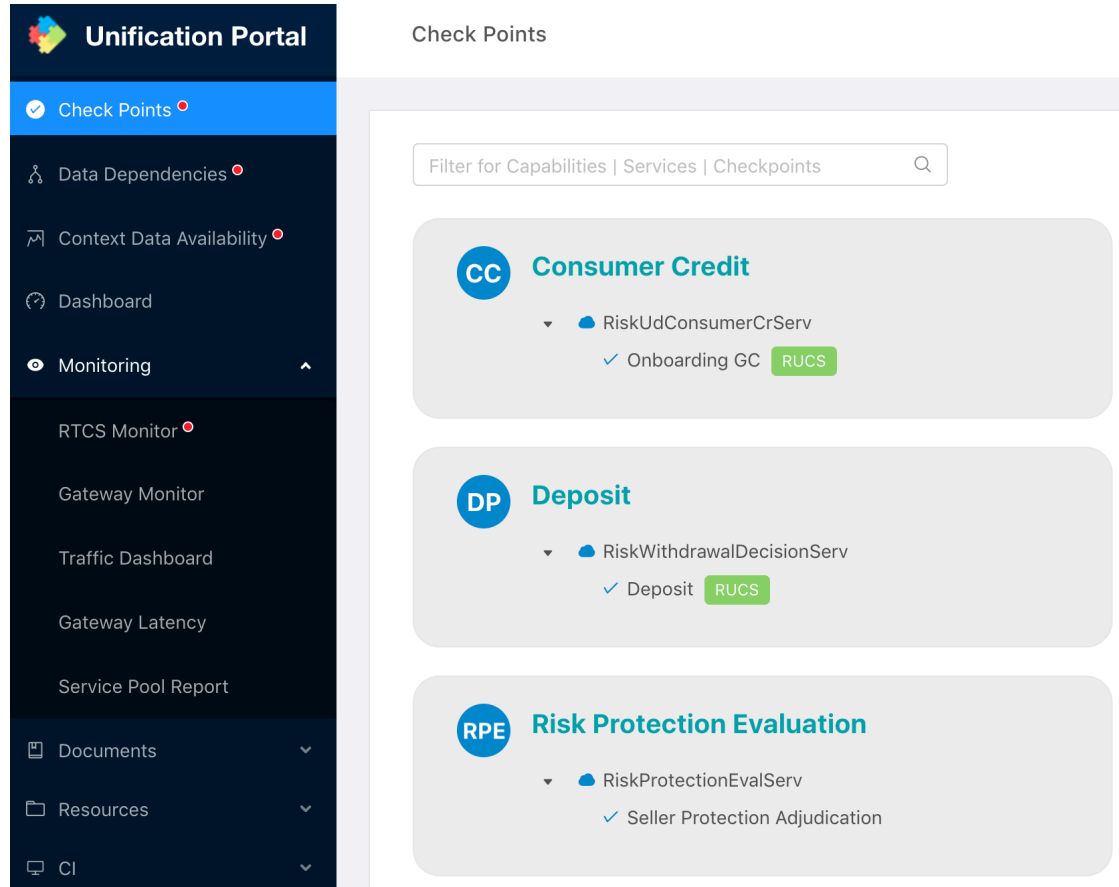 Unification Portal
Check Points
Data Dependencies
Context Data Availability
Dashboard
Monitoring
RTCS Monitor
Gateway Monitor
Traffic Dashboard
Gateway Latency
Service Pool Report
Documents
Resources
CI
Check Points
Filter for Capabilities | Services | Checkpoints
CC Consumer Credit
RiskUdConsumerCrServ
Onboarding GC RUCS
DP Deposit
RiskWithdrawalDecisionServ
Deposit RUCS
RPE Risk Protection Evaluation
RiskProtectionEvalServ
Seller Protection Adjudication